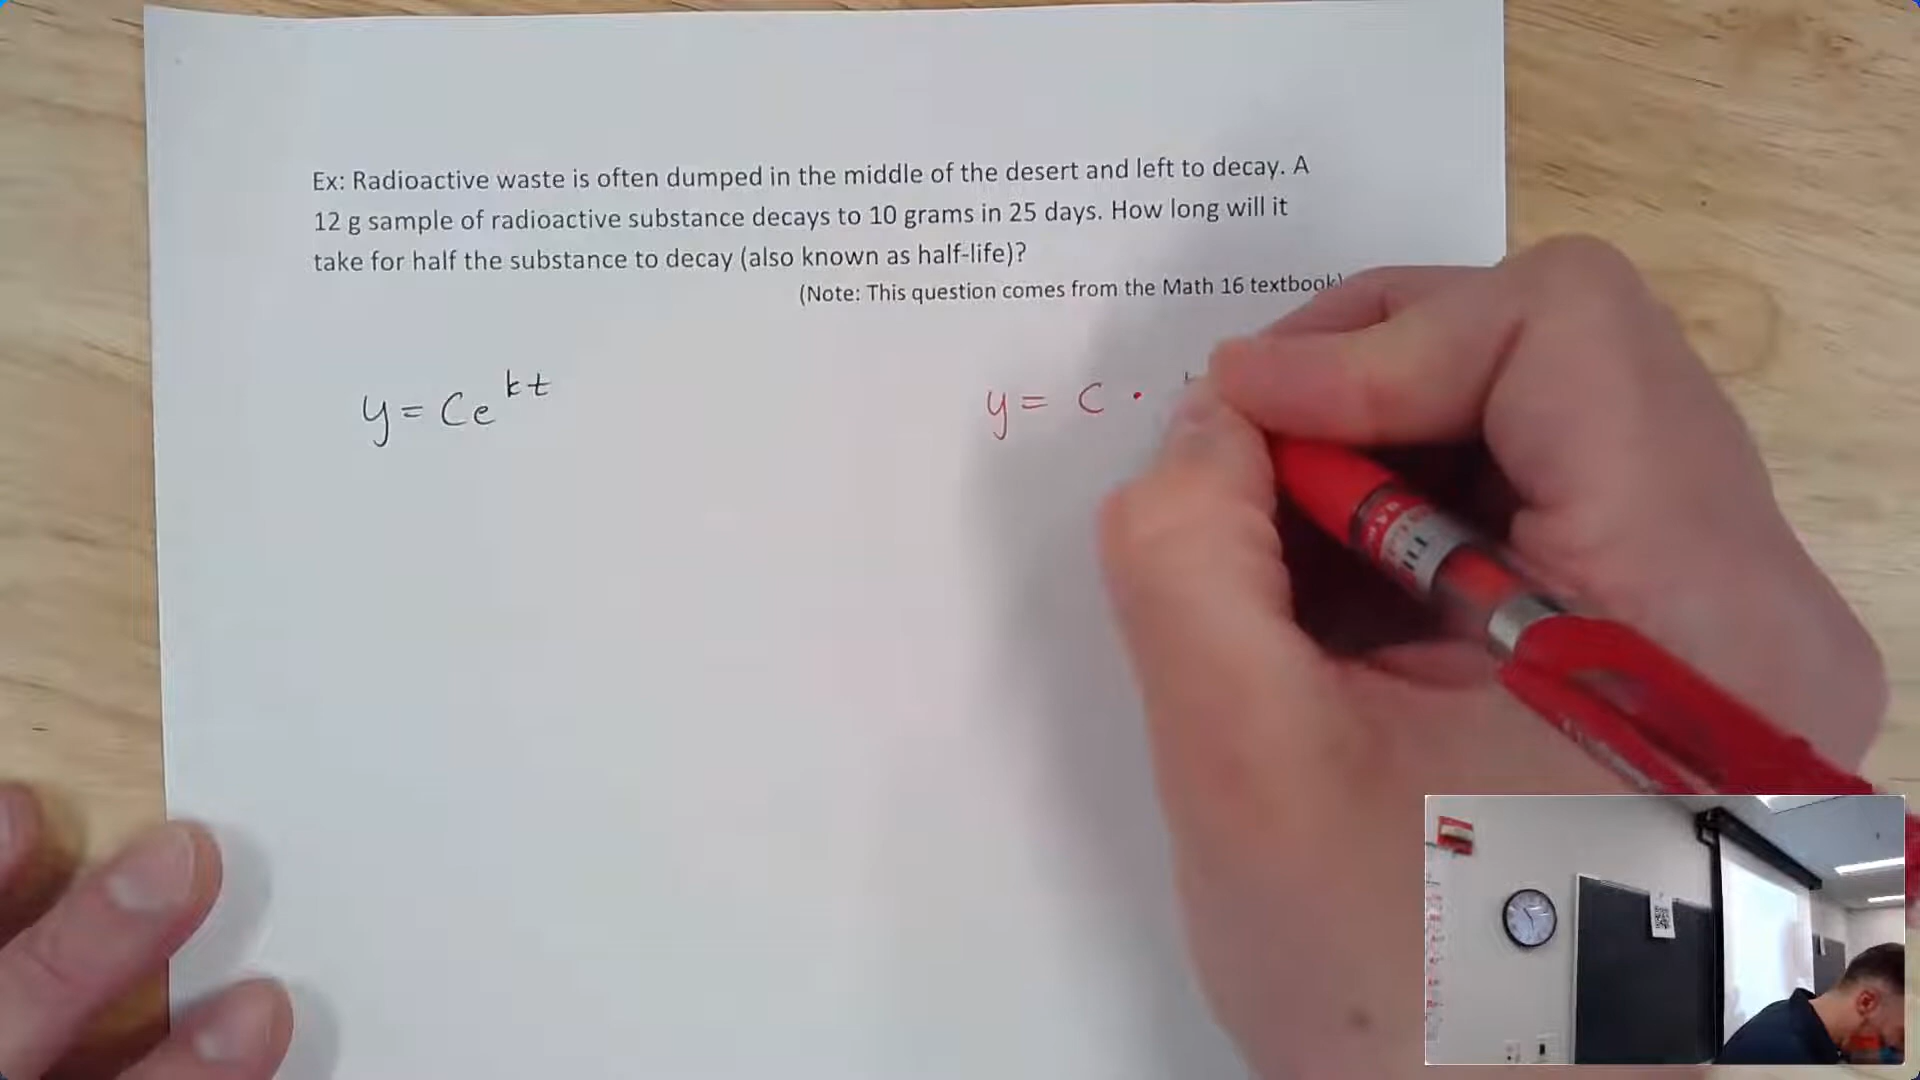 Ex: Radioactive waste is often dumped in the middle of the desert and left to decay. A
12 g sample of radioactive substance decays to 10 grams in 25 days. How long will it
take for half the substance to decay (also known as half-life)?
(Note: This question comes from the Math 16 textbook)
y = Ce^{kt}
y = C ·